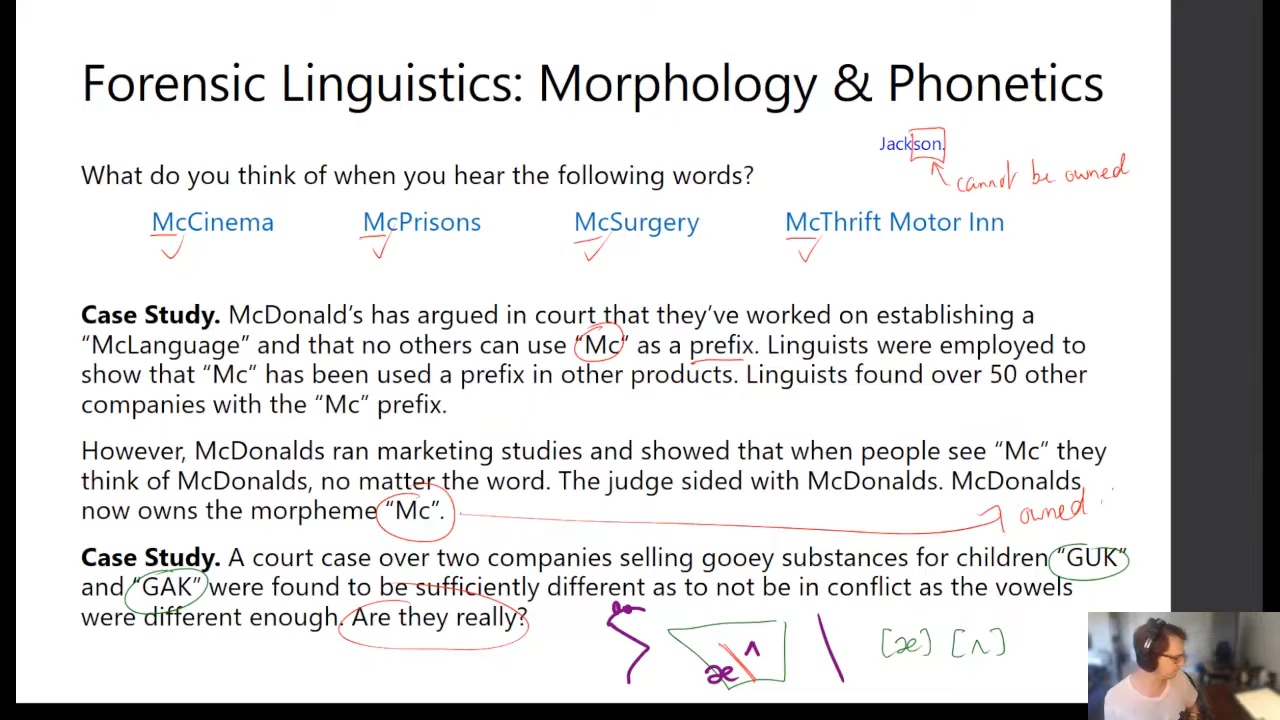 Forensic Linguistics: Morphology & Phonetics
Jackson.
cannot be owned
What do you think of when you hear the following words?
McCinema McPrisons McSurgery McThrift Motor Inn
Case Study. McDonald's has argued in court that they've worked on establishing a
"McLanguage" and that no others can use "Mc" as a prefix. Linguists were employed to
show that "Mc" has been used a prefix in other products. Linguists found over 50 other
companies with the "Mc" prefix.
However, McDonalds ran marketing studies and showed that when people see "Mc" they
think of McDonalds, no matter the word. The judge sided with McDonalds. McDonalds
now owns the morpheme "Mc".
owned
Case Study. A court case over two companies selling gooey substances for children "GUK"
and "GAK" were found to be sufficiently different as to not be in conflict as the vowels
were different enough. Are they really?
[æ] [ʌ]
ʌ
æ